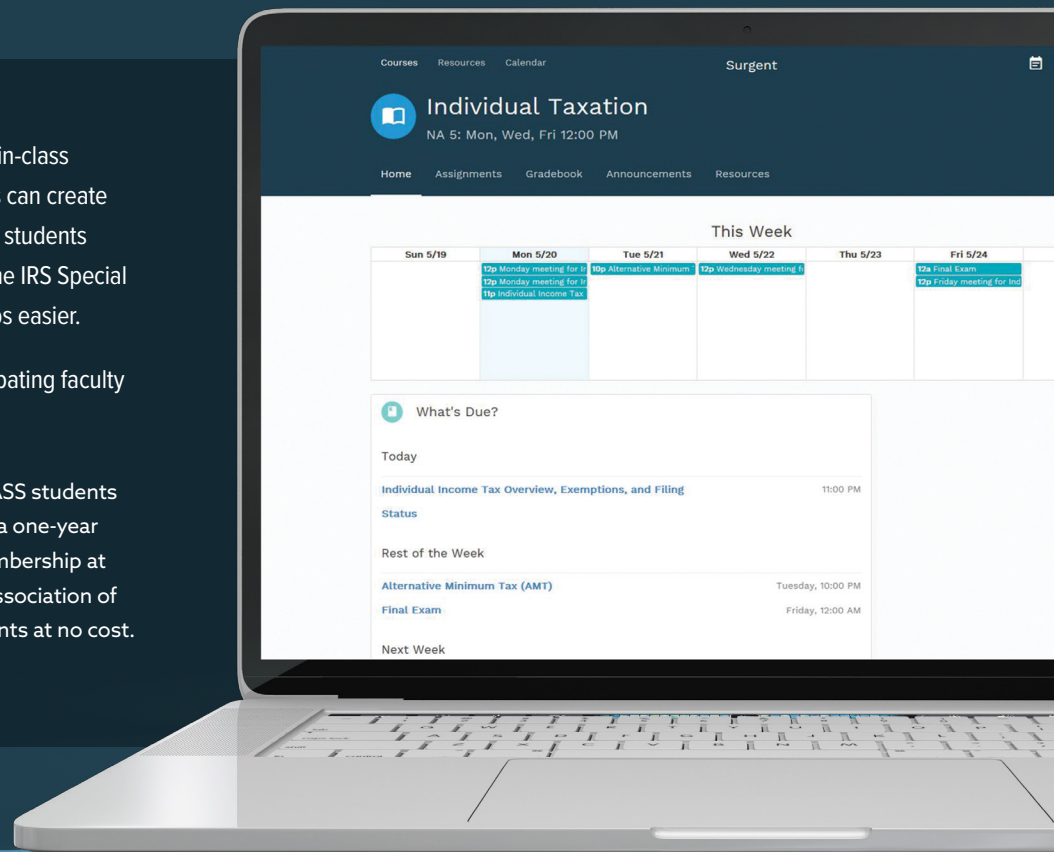 in-class
can create
students
he IRS Special
os easier.
pating faculty
ASS students
a one-year
mbership at
ssociation of
nts at no cost.
Courses Resources Calendar
Surgent
Individual Taxation
NA 5: Mon, Wed, Fri 12:00 PM
Home Assignments Gradebook Announcements Resources
This Week
Sun 5/19 Mon 5/20 Tue 5/21 Wed 5/22 Thu 5/23 Fri 5/24
12p Monday meeting for Ir 10p Alternative Minimum 12p Wednesday meeting f 12a Final Exam
12p Monday meeting for Ir 12p Friday meeting for Ind
11p Individual Income Tax
What's Due?
Today
Individual Income Tax Overview, Exemptions, and Filing 11:00 PM
Status
Rest of the Week
Alternative Minimum Tax (AMT) Tuesday, 10:00 PM
Final Exam Friday, 12:00 AM
Next Week
caps lock
Q W E R T Y U I O P
A S D F G H J K L
Z X C V B N M